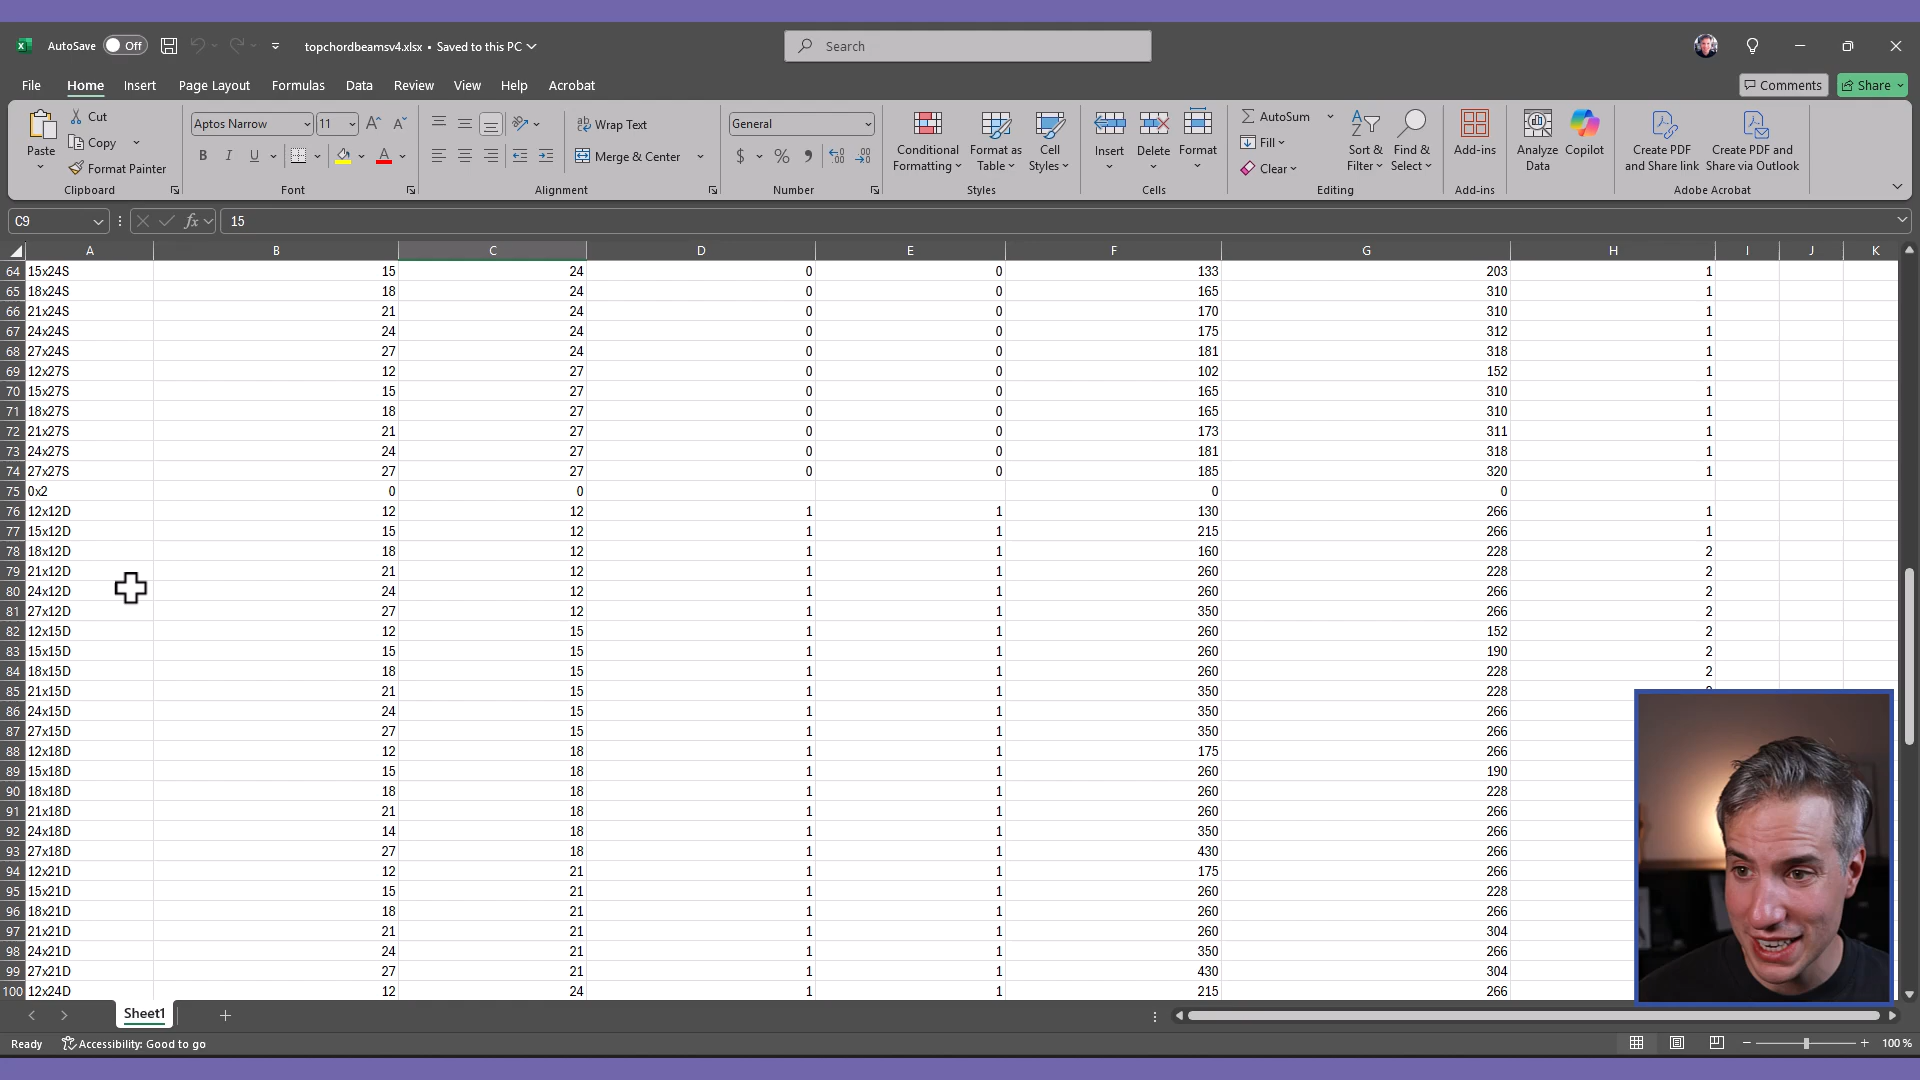 AutoSave Off topchordbeamsv4.xlsx • Saved to this PC Search
File Home Insert Page Layout Formulas Data Review View Help Acrobat Comments Share
Paste Cut Copy Format Painter Clipboard
Aptos Narrow 11 B I U A Font
Wrap Text Merge & Center Alignment
General $ % Number
Conditional Formatting Format as Table Cell Styles Styles
Insert Delete Format Cells
AutoSum Fill Clear Sort & Filter Find & Select Editing
Add-ins Add-ins
Analyze Data Copilot
Create PDF and Share link Create PDF and Share via Outlook Adobe Acrobat
C9 fx 15
A B C D E F G H I J K
64 15x24S 15 24 0 0 133 203 1
65 18x24S 18 24 0 0 165 310 1
66 21x24S 21 24 0 0 170 310 1
67 24x24S 24 24 0 0 175 312 1
68 27x24S 27 24 0 0 181 318 1
69 12x27S 12 27 0 0 102 152 1
70 15x27S 15 27 0 0 165 310 1
71 18x27S 18 27 0 0 165 310 1
72 21x27S 21 27 0 0 173 311 1
73 24x27S 24 27 0 0 181 318 1
74 27x27S 27 27 0 0 185 320 1
75 0x2 0 0 0 0
76 12x12D 12 12 1 1 130 266 1
77 15x12D 15 12 1 1 215 266 1
78 18x12D 18 12 1 1 160 228 2
79 21x12D 21 12 1 1 260 228 2
80 24x12D 24 12 1 1 260 266 2
81 27x12D 27 12 1 1 350 266 2
82 12x15D 12 15 1 1 260 152 2
83 15x15D 15 15 1 1 260 190 2
84 18x15D 18 15 1 1 260 228 2
85 21x15D 21 15 1 1 350 228
86 24x15D 24 15 1 1 350 266
87 27x15D 27 15 1 1 350 266
88 12x18D 12 18 1 1 175 266
89 15x18D 15 18 1 1 260 190
90 18x18D 18 18 1 1 260 228
91 21x18D 21 18 1 1 260 266
92 24x18D 14 18 1 1 350 266
93 27x18D 27 18 1 1 430 266
94 12x21D 12 21 1 1 175 266
95 15x21D 15 21 1 1 260 228
96 18x21D 18 21 1 1 260 266
97 21x21D 21 21 1 1 260 304
98 24x21D 24 21 1 1 350 266
99 27x21D 27 21 1 1 430 304
100 12x24D 12 24 1 1 215 266
Sheet1
Ready Accessibility: Good to go 100 %